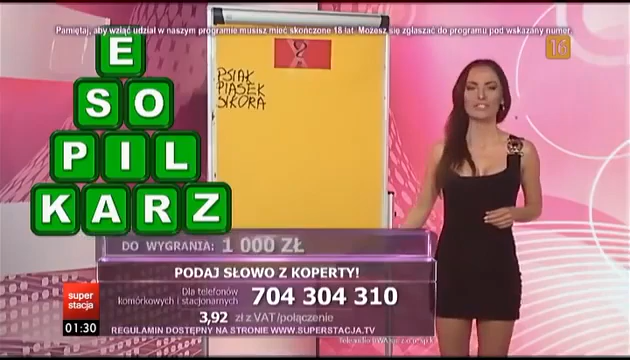 Pamiętaj, aby wziąć udział w naszym programie musisz mieć skończone 18 lat. Możesz się zgłaszać do programu pod wskazany numer.
16
E
SO
PIL
KARZ
PSIAK
PIASEK
SIKORA
DO WYGRANIA: 1 000 ZŁ
PODAJ SŁOWO Z KOPERTY!
Dla telefonów
komórkowych i stacjonarnych 704 304 310
3,92 zł z VAT/połączenie
REGULAMIN DOSTĘPNY NA STRONIE WWW.SUPERSTACJA.TV
super
stacja
01:30